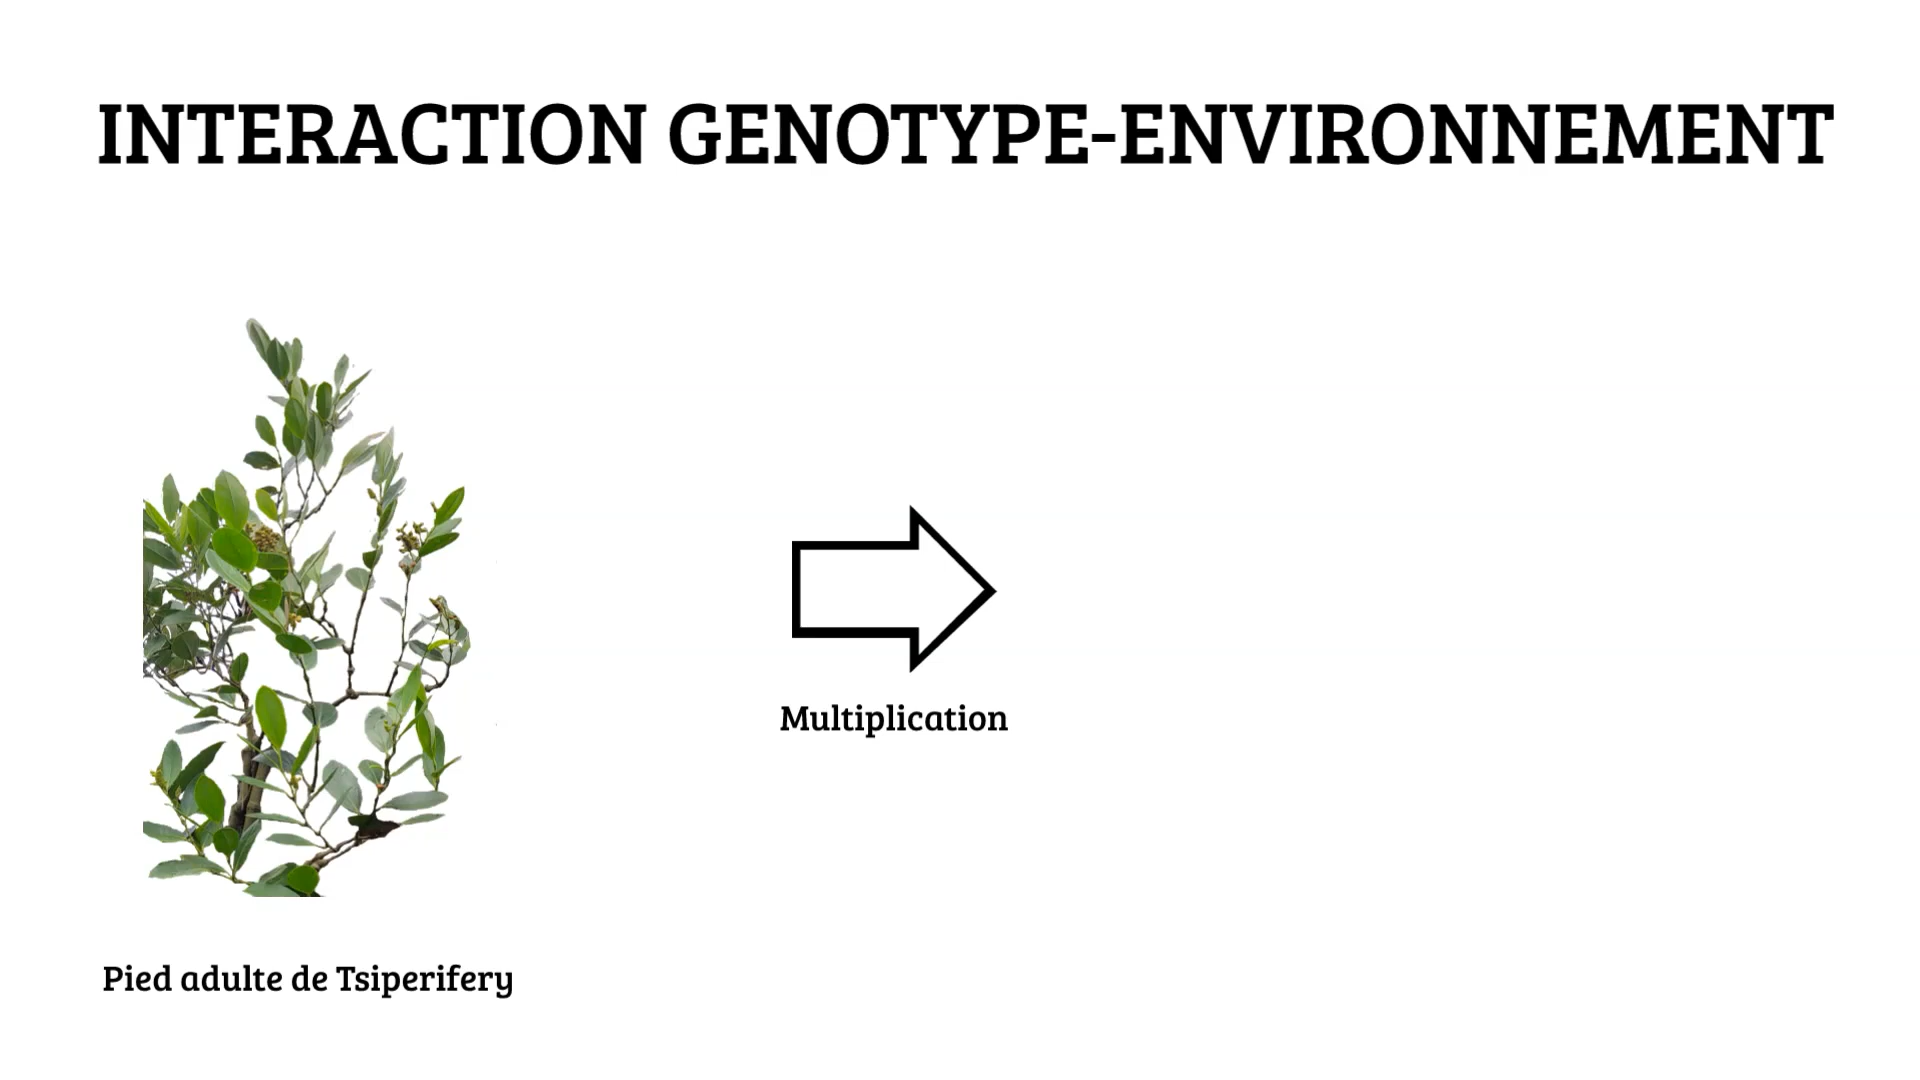 INTERACTION GENOTYPE-ENVIRONNEMENT
Multiplication
Pied adulte de Tsiperifery